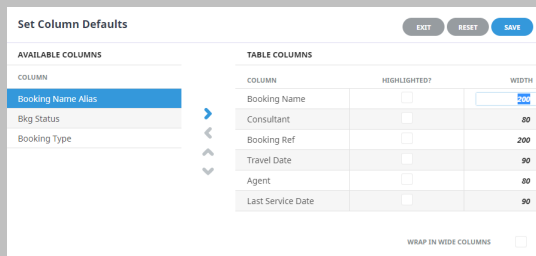 Set Column Defaults
EXIT RESET SAVE
AVAILABLE COLUMNS
COLUMN
Booking Name Alias
Bkg Status
Booking Type
TABLE COLUMNS
COLUMN HIGHLIGHTED? WIDTH
Booking Name 200
Consultant 80
Booking Ref 200
Travel Date 90
Agent 80
Last Service Date 90
WRAP IN WIDE COLUMNS